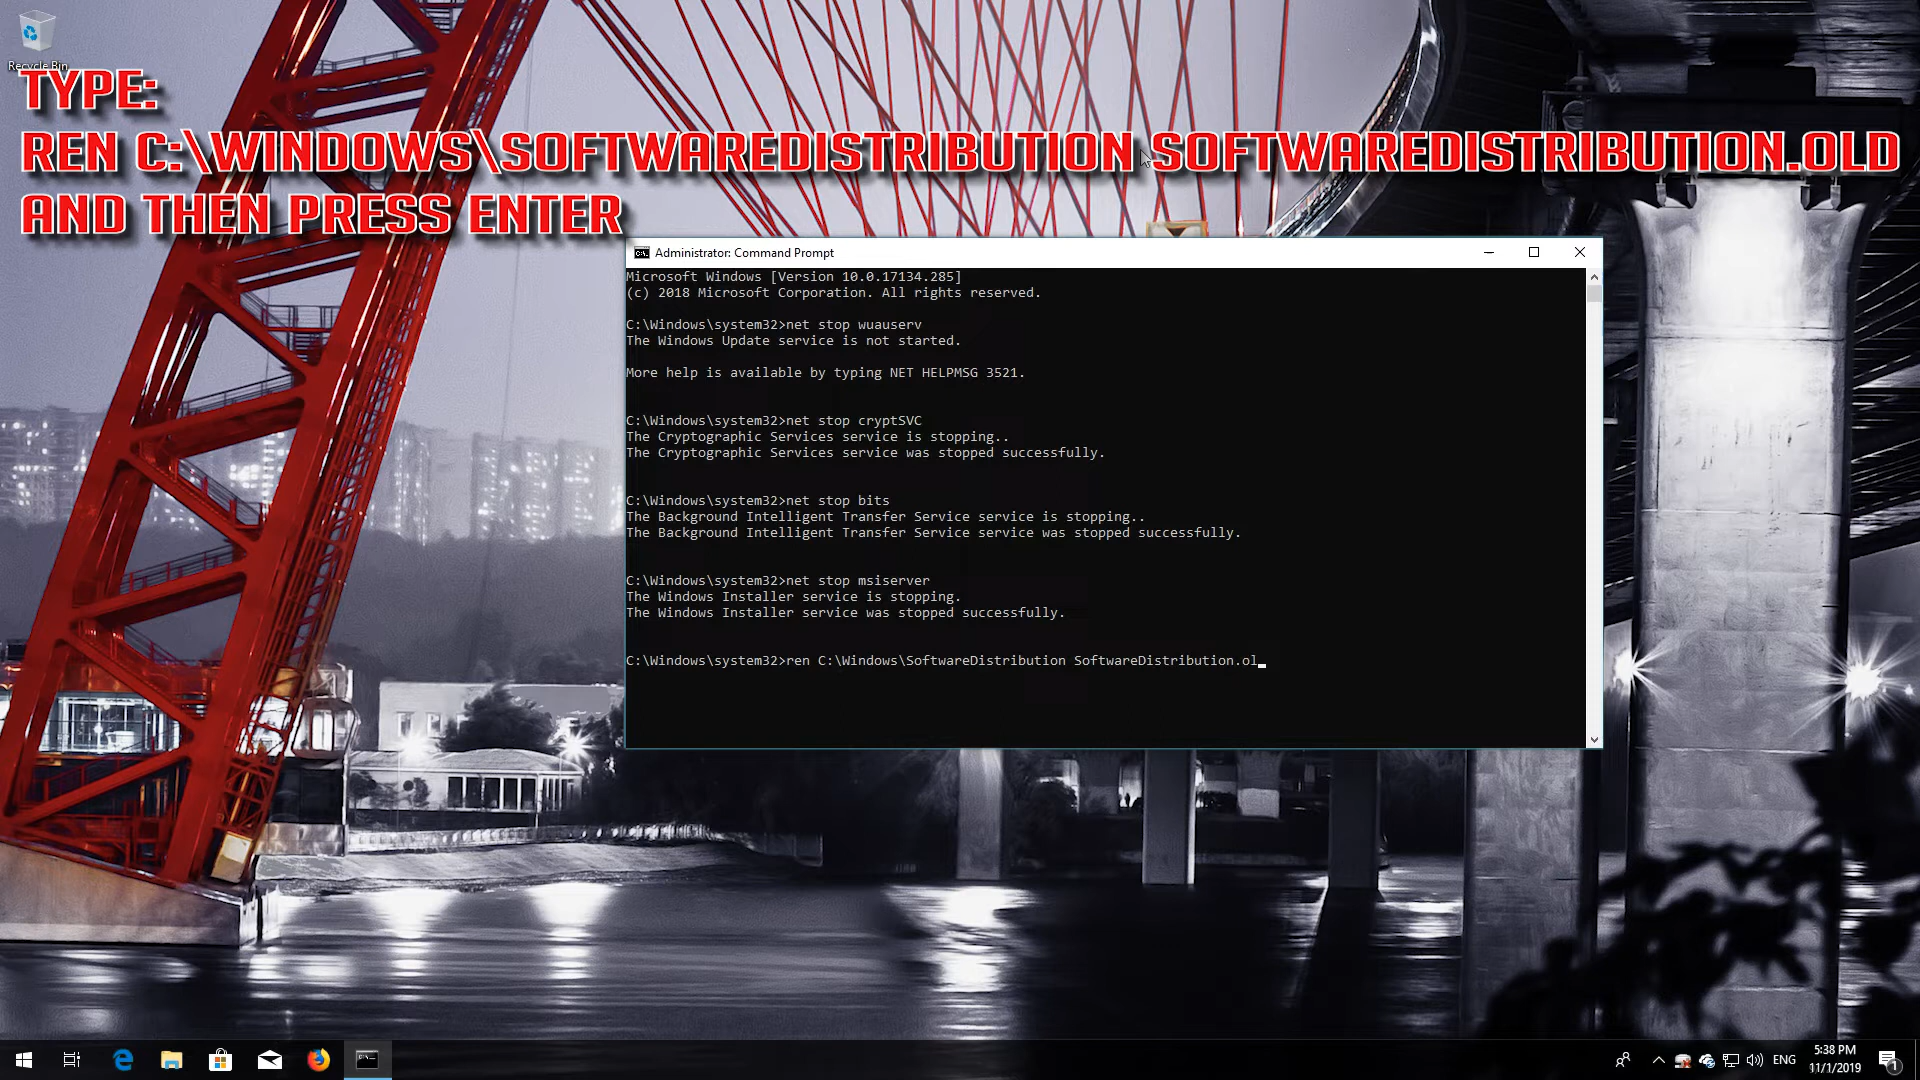 Recycle Bin
TYPE:
REN C:\WINDOWS\SOFTWAREDISTRIBUTION SOFTWAREDISTRIBUTION.OLD
AND THEN PRESS ENTER
Administrator: Command Prompt
Microsoft Windows [Version 10.0.17134.285]
(c) 2018 Microsoft Corporation. All rights reserved.
C:\Windows\system32>net stop wuauserv
The Windows Update service is not started.
More help is available by typing NET HELPMSG 3521.
C:\Windows\system32>net stop cryptSVC
The Cryptographic Services service is stopping..
The Cryptographic Services service was stopped successfully.
C:\Windows\system32>net stop bits
The Background Intelligent Transfer Service service is stopping..
The Background Intelligent Transfer Service service was stopped successfully.
C:\Windows\system32>net stop msiserver
The Windows Installer service is stopping.
The Windows Installer service was stopped successfully.
C:\Windows\system32>ren C:\Windows\SoftwareDistribution SoftwareDistribution.ol
ENG
5:38 PM
11/1/2019
1